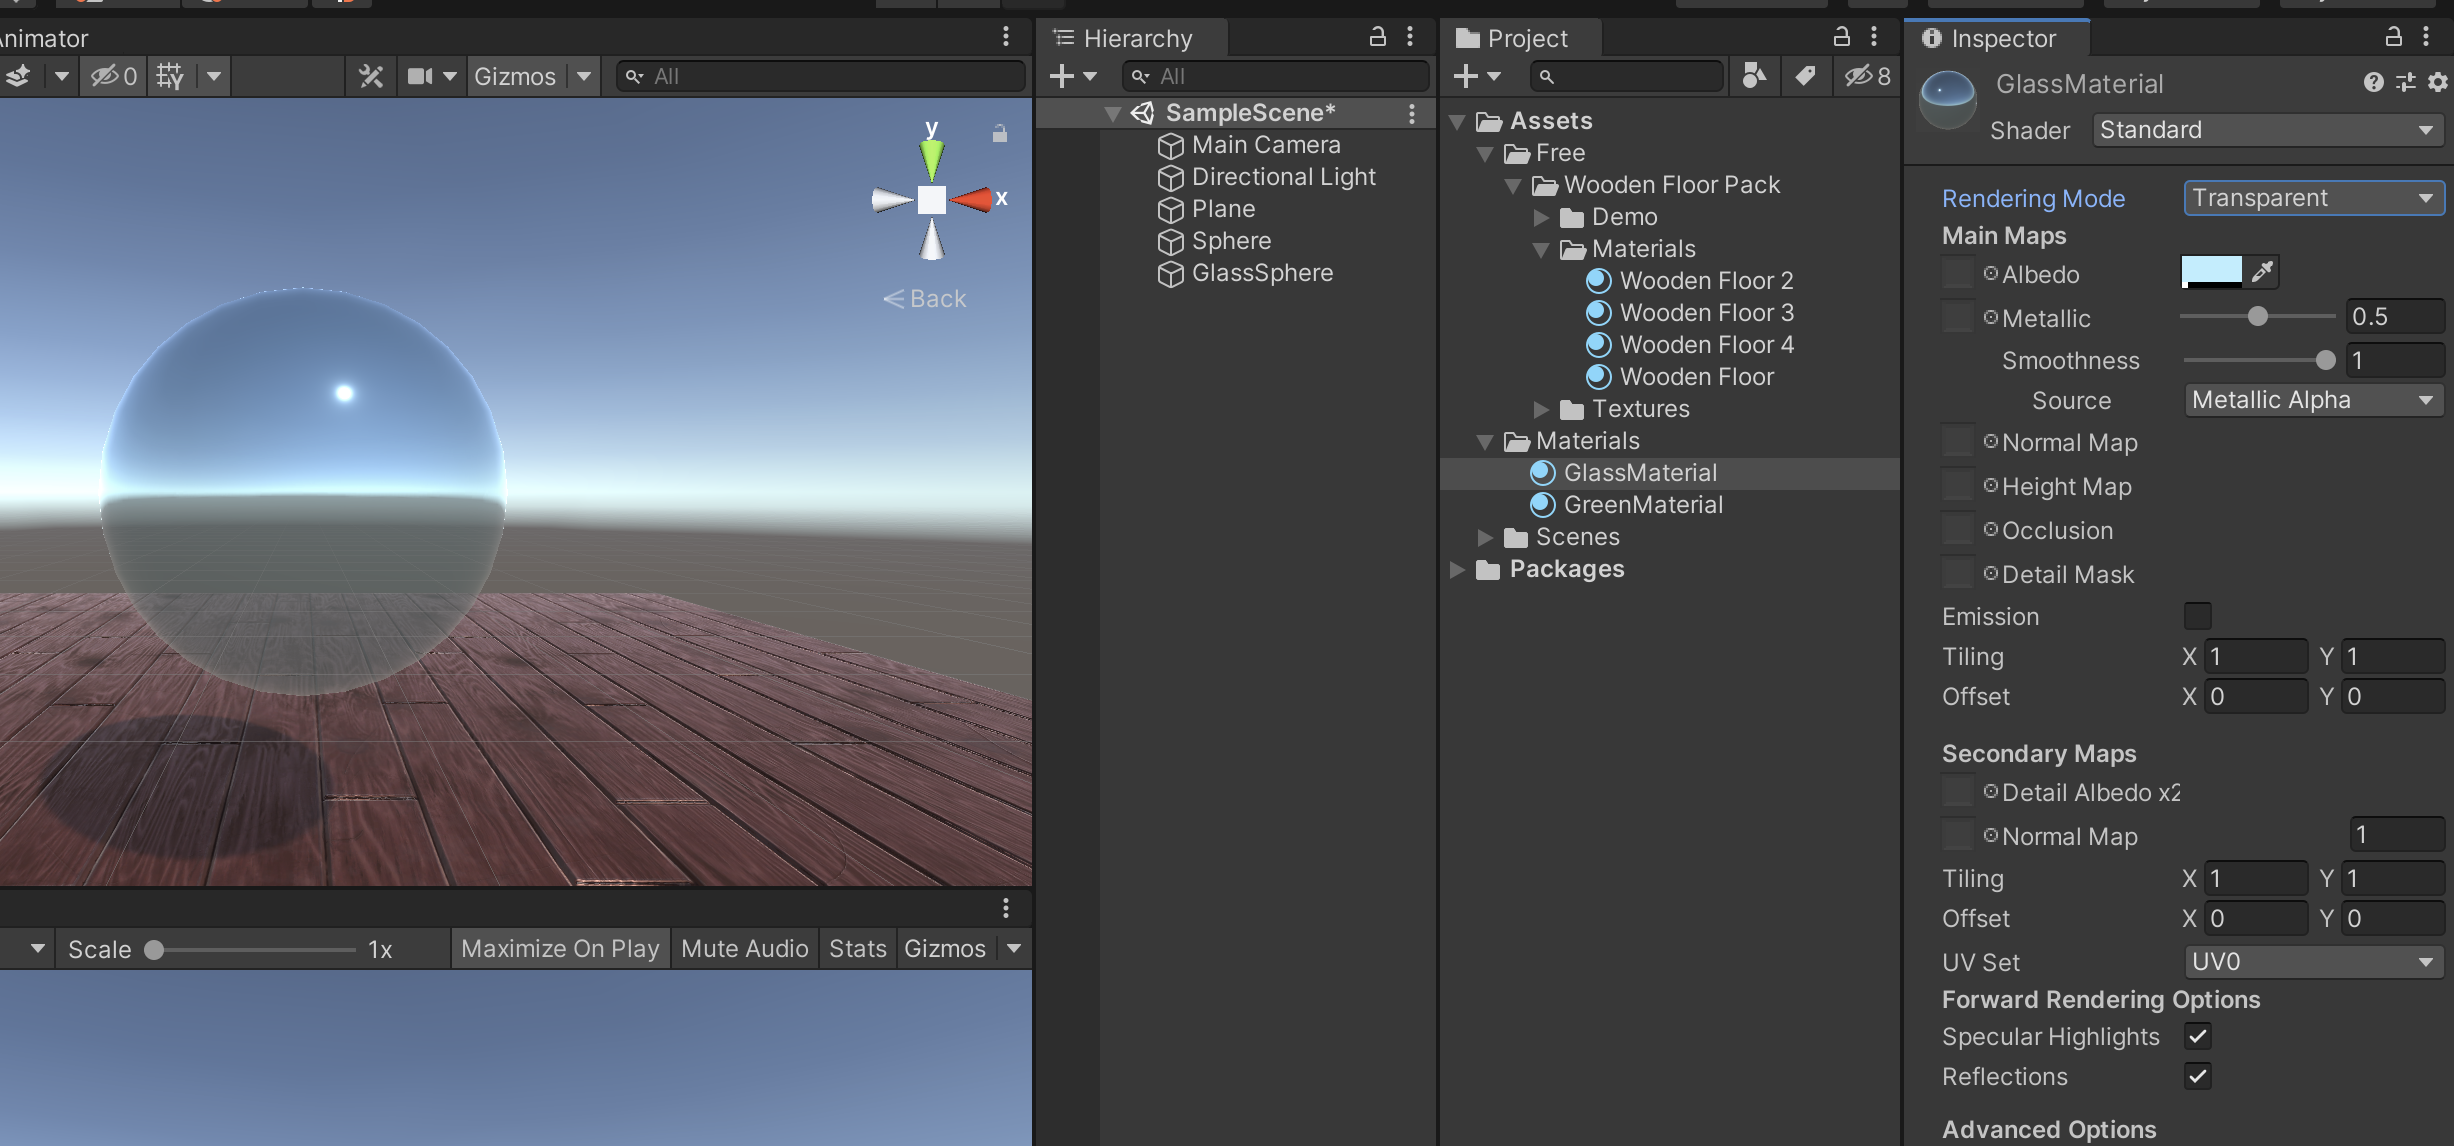 Animator
0
Gizmos
All
y
x
Back
Scale
1x
Maximize On Play
Mute Audio
Stats
Gizmos
Hierarchy
All
SampleScene*
Main Camera
Directional Light
Plane
Sphere
GlassSphere
Project
8
Assets
Free
Wooden Floor Pack
Demo
Materials
Wooden Floor 2
Wooden Floor 3
Wooden Floor 4
Wooden Floor
Textures
Materials
GlassMaterial
GreenMaterial
Scenes
Packages
Inspector
GlassMaterial
Shader Standard
Rendering Mode Transparent
Main Maps
Albedo
Metallic 0.5
Smoothness 1
Source Metallic Alpha
Normal Map
Height Map
Occlusion
Detail Mask
Emission
Tiling X 1 Y 1
Offset X 0 Y 0
Secondary Maps
Detail Albedo x2
Normal Map 1
Tiling X 1 Y 1
Offset X 0 Y 0
UV Set UV0
Forward Rendering Options
Specular Highlights
Reflections
Advanced Options